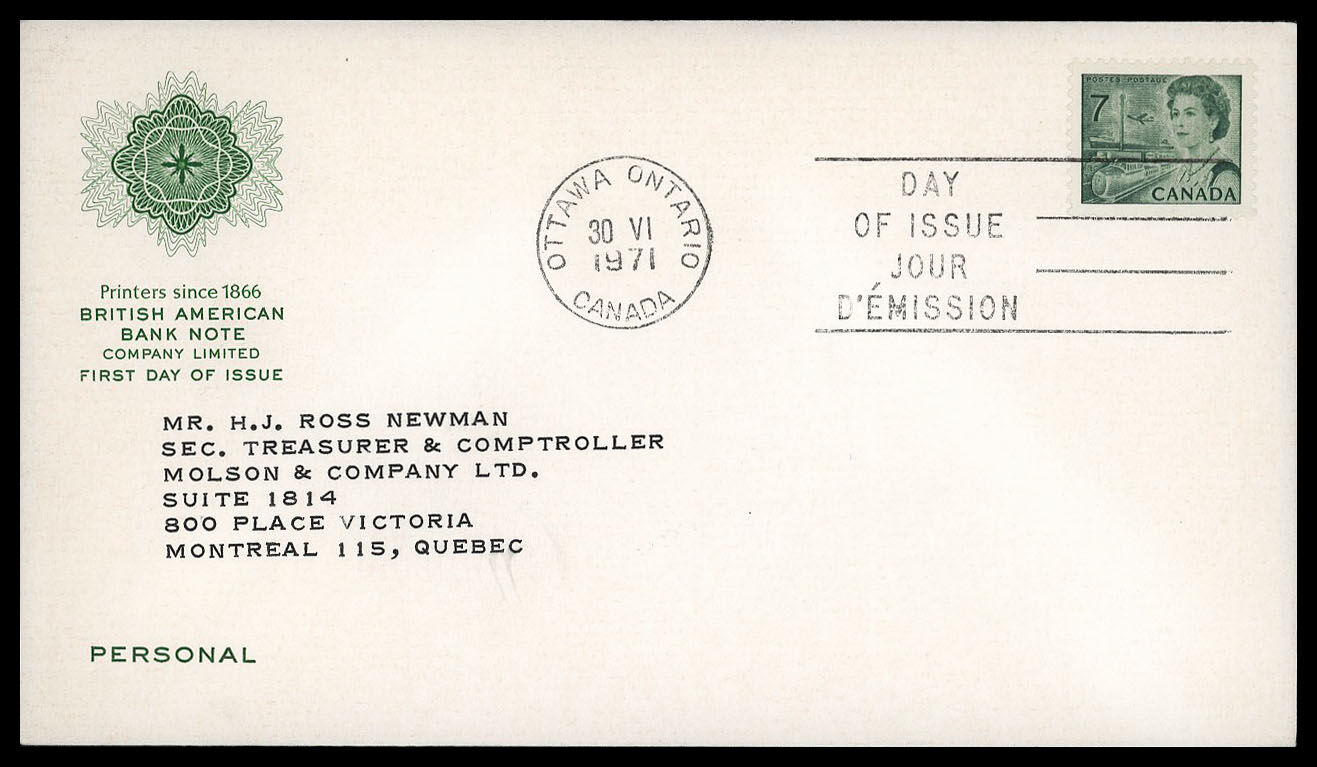 Printers since 1866
BRITISH AMERICAN
BANK NOTE
COMPANY LIMITED
FIRST DAY OF ISSUE
OTTAWA ONTARIO
30 VI
1971
CANADA
DAY
OF ISSUE
JOUR
D'ÉMISSION
POSTES-POSTAGE
7
CANADA
MR. H.J. ROSS NEWMAN
SEC. TREASURER & COMPTROLLER
MOLSON & COMPANY LTD.
SUITE 1814
800 PLACE VICTORIA
MONTREAL 115, QUEBEC
PERSONAL